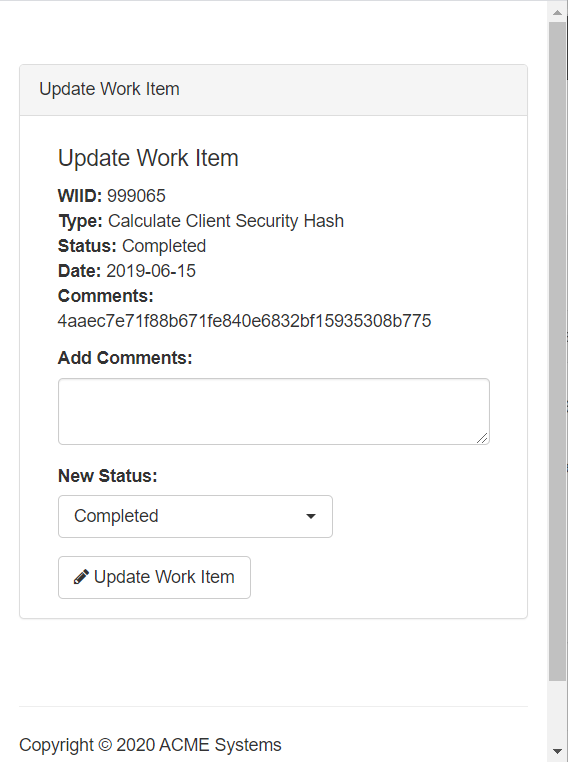 Update Work Item
Update Work Item
WIID: 999065
Type: Calculate Client Security Hash
Status: Completed
Date: 2019-06-15
Comments:
4aaec7e71f88b671fe840e6832bf15935308b775
Add Comments:
New Status:
Completed
Update Work Item
Copyright © 2020 ACME Systems